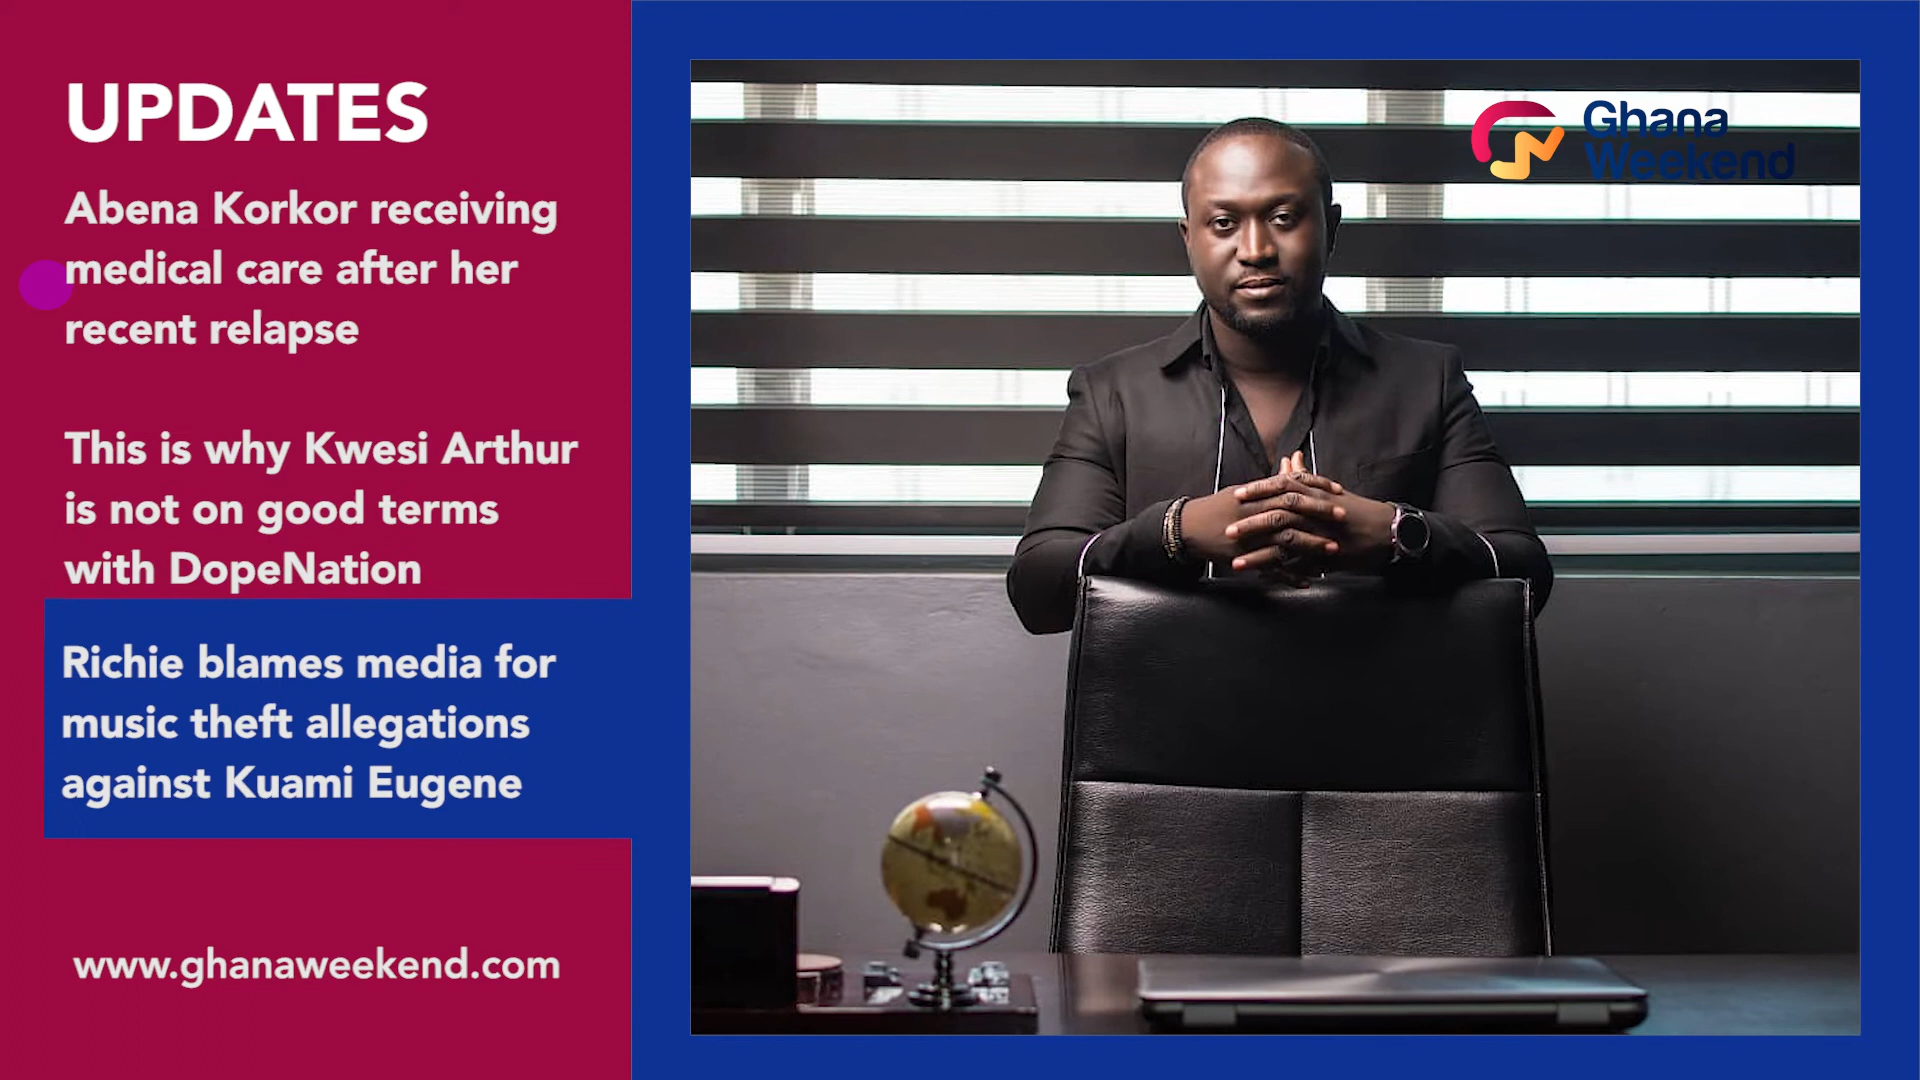 UPDATES
Abena Korkor receiving
medical care after her
recent relapse
This is why Kwesi Arthur
is not on good terms
with DopeNation
Richie blames media for
music theft allegations
against Kuami Eugene
www.ghanaweekend.com
Ghana
Weekend